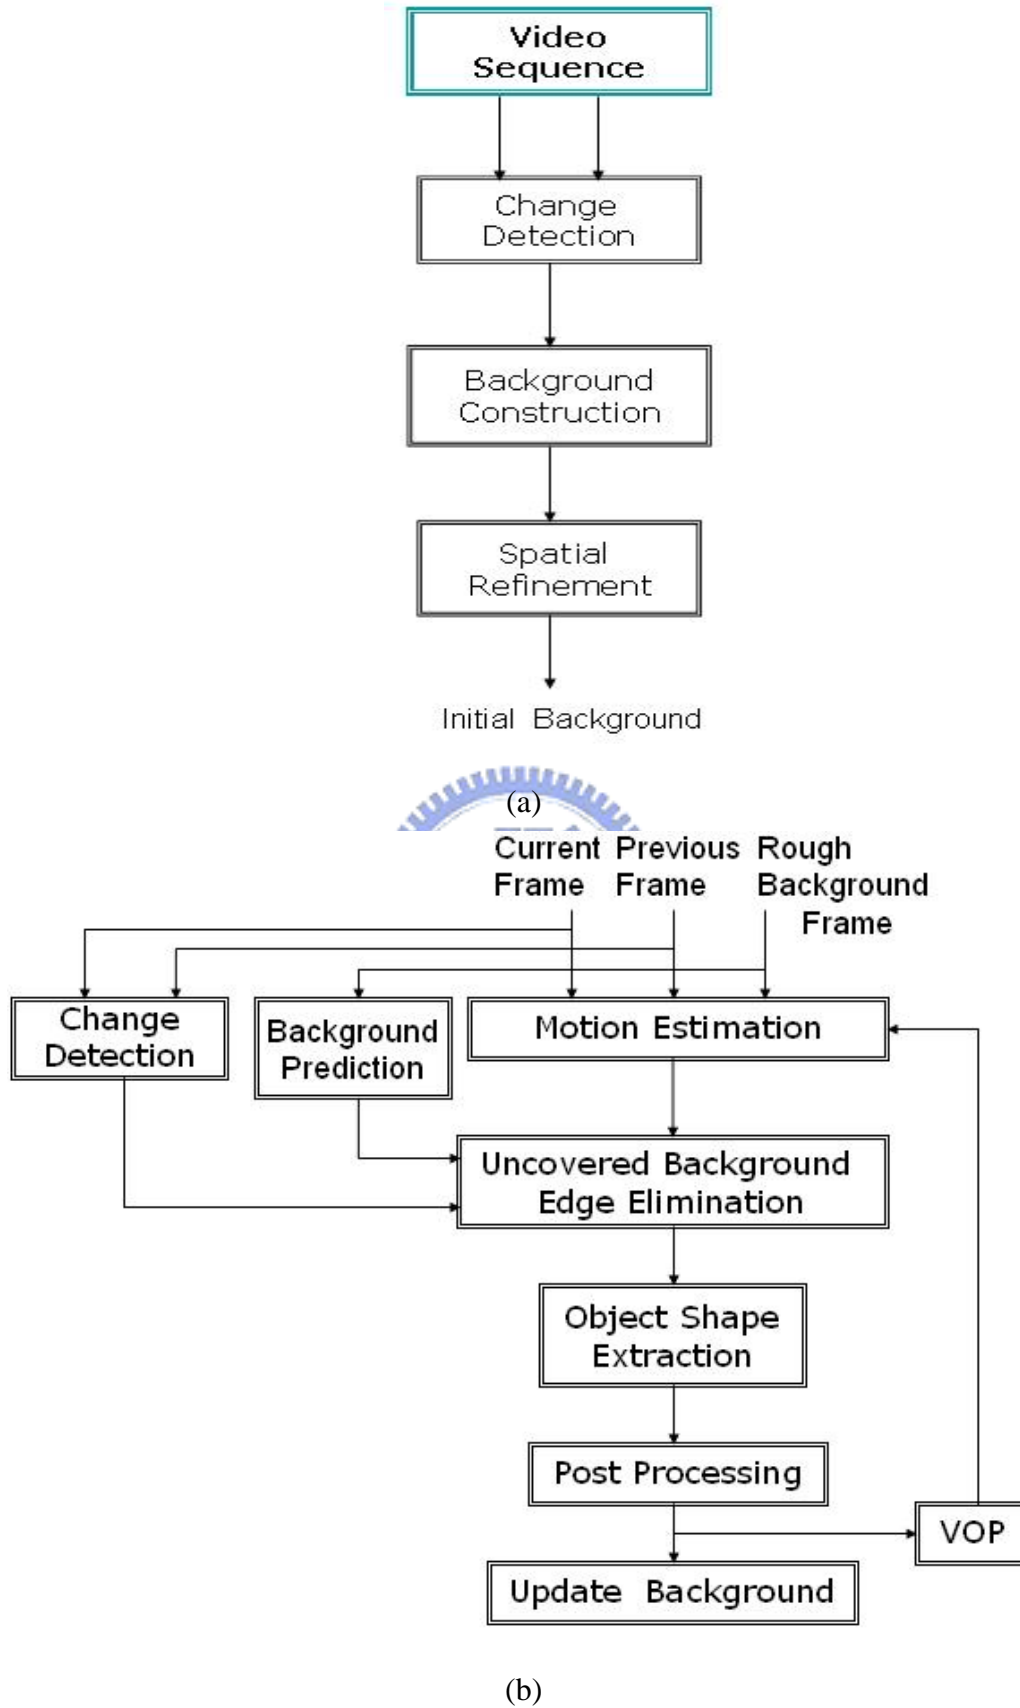 Video
Sequence
Change
Detection
Background
Construction
Spatial
Refinement
Initial Background
(a)
Current Previous Rough
Frame Frame Background
Frame
Change
Detection
Background
Prediction
Motion Estimation
Uncovered Background
Edge Elimination
Object Shape
Extraction
Post Processing
VOP
Update Background
(b)